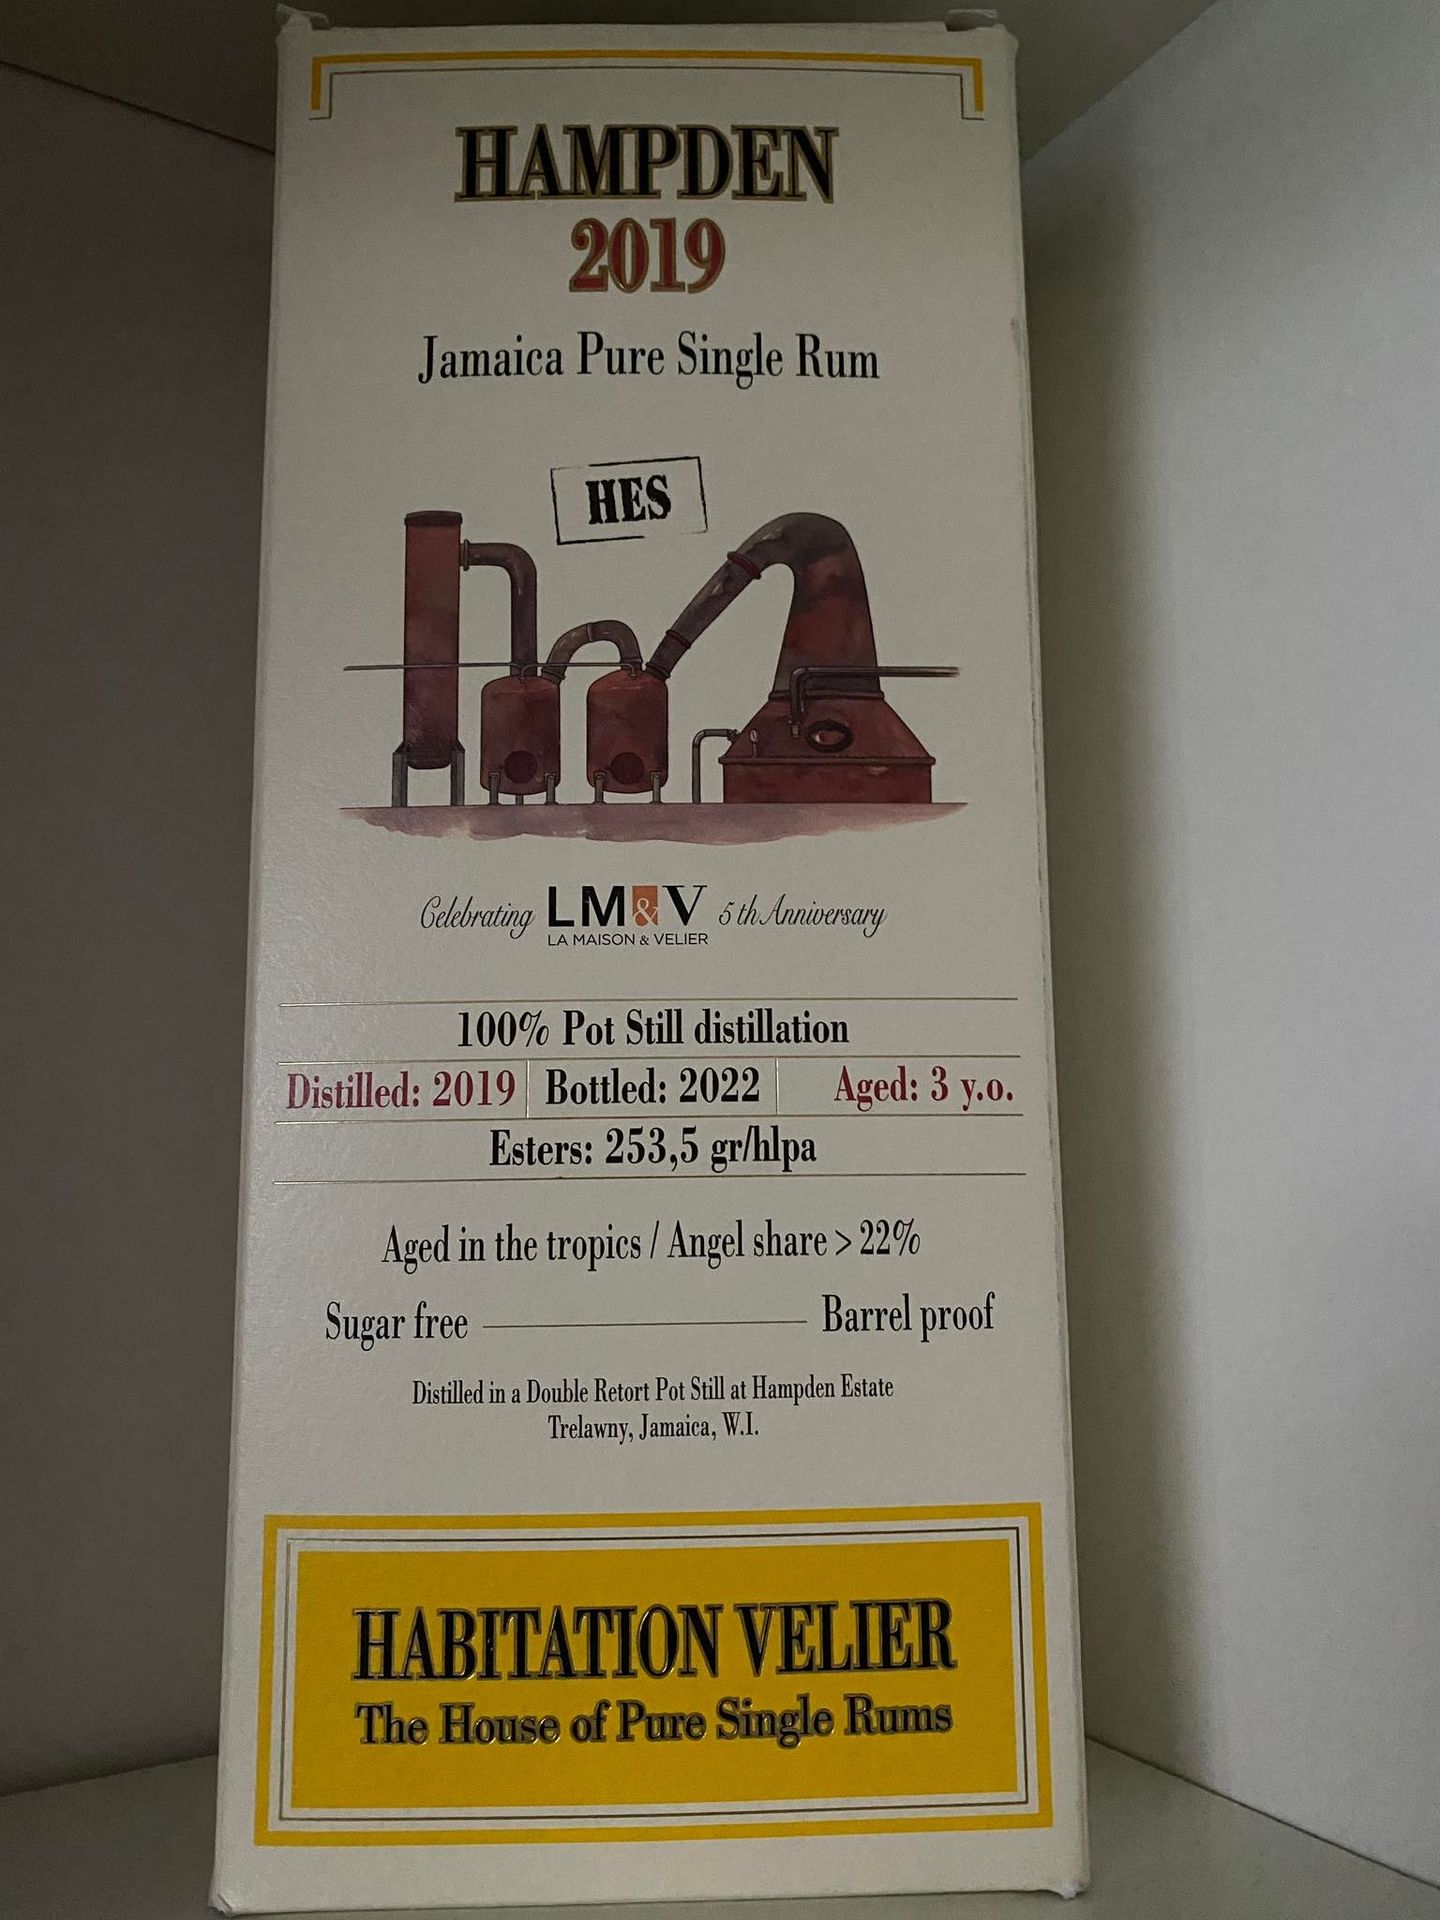 HAMPDEN
2019
Jamaica Pure Single Rum
HES
Celebrating LM&V 5th Anniversary
LA MAISON & VELIER
100% Pot Still distillation
Distilled: 2019 Bottled: 2022 Aged: 3 y.o.
Esters: 253,5 gr/hlpa
Aged in the tropics / Angel share > 22%
Sugar free Barrel proof
Distilled in a Double Retort Pot Still at Hampden Estate
Trelawny, Jamaica, W.I.
HABITATION VELIER
The House of Pure Single Rums